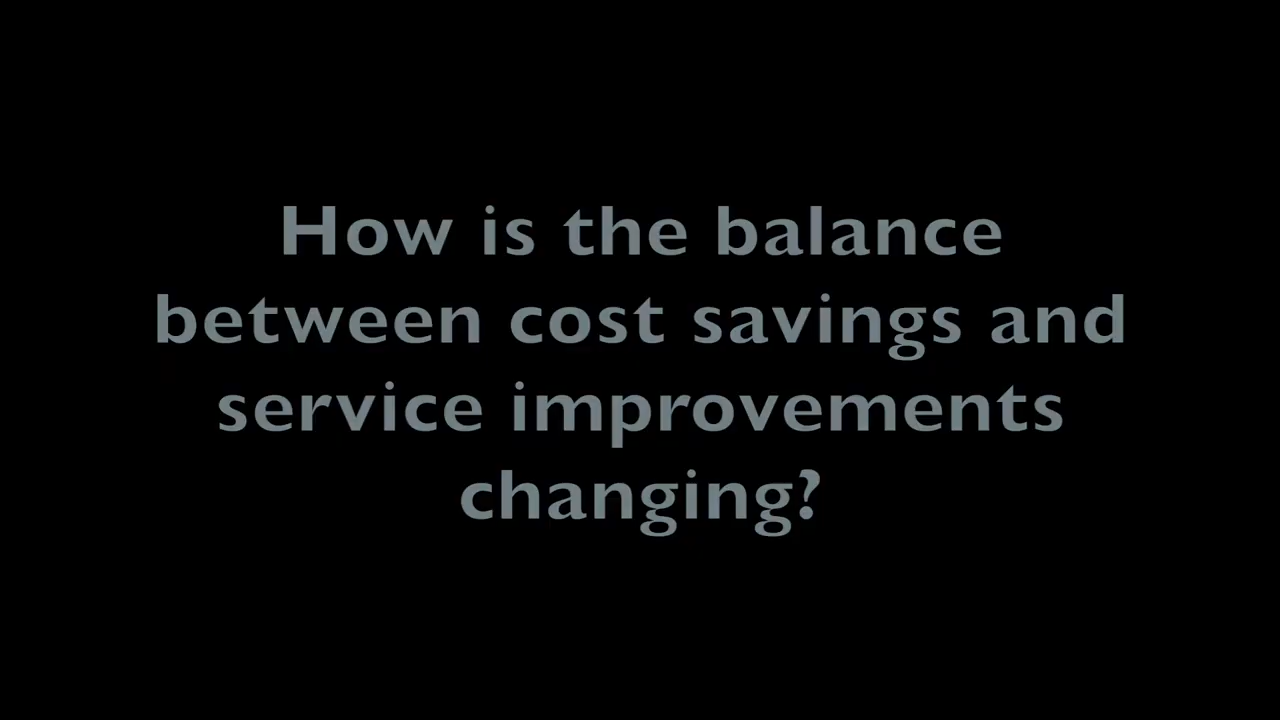 How is the balance
between cost savings and
service improvements
changing?